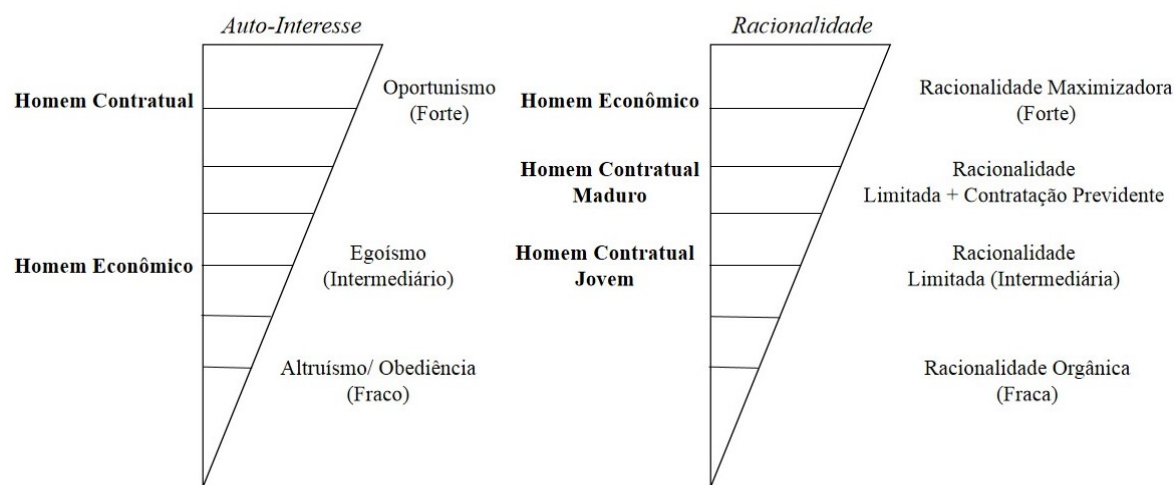 Auto-Interesse
Homem Contratual
Oportunismo
(Forte)
Homem Econômico
Egoísmo
(Intermediário)
Altruísmo/ Obediência
(Fraco)
Racionalidade
Homem Econômico
Racionalidade Maximizadora
(Forte)
Homem Contratual
Maduro
Racionalidade
Limitada + Contratação Previdente
Homem Contratual
Jovem
Racionalidade
Limitada (Intermediária)
Racionalidade Orgânica
(Fraca)